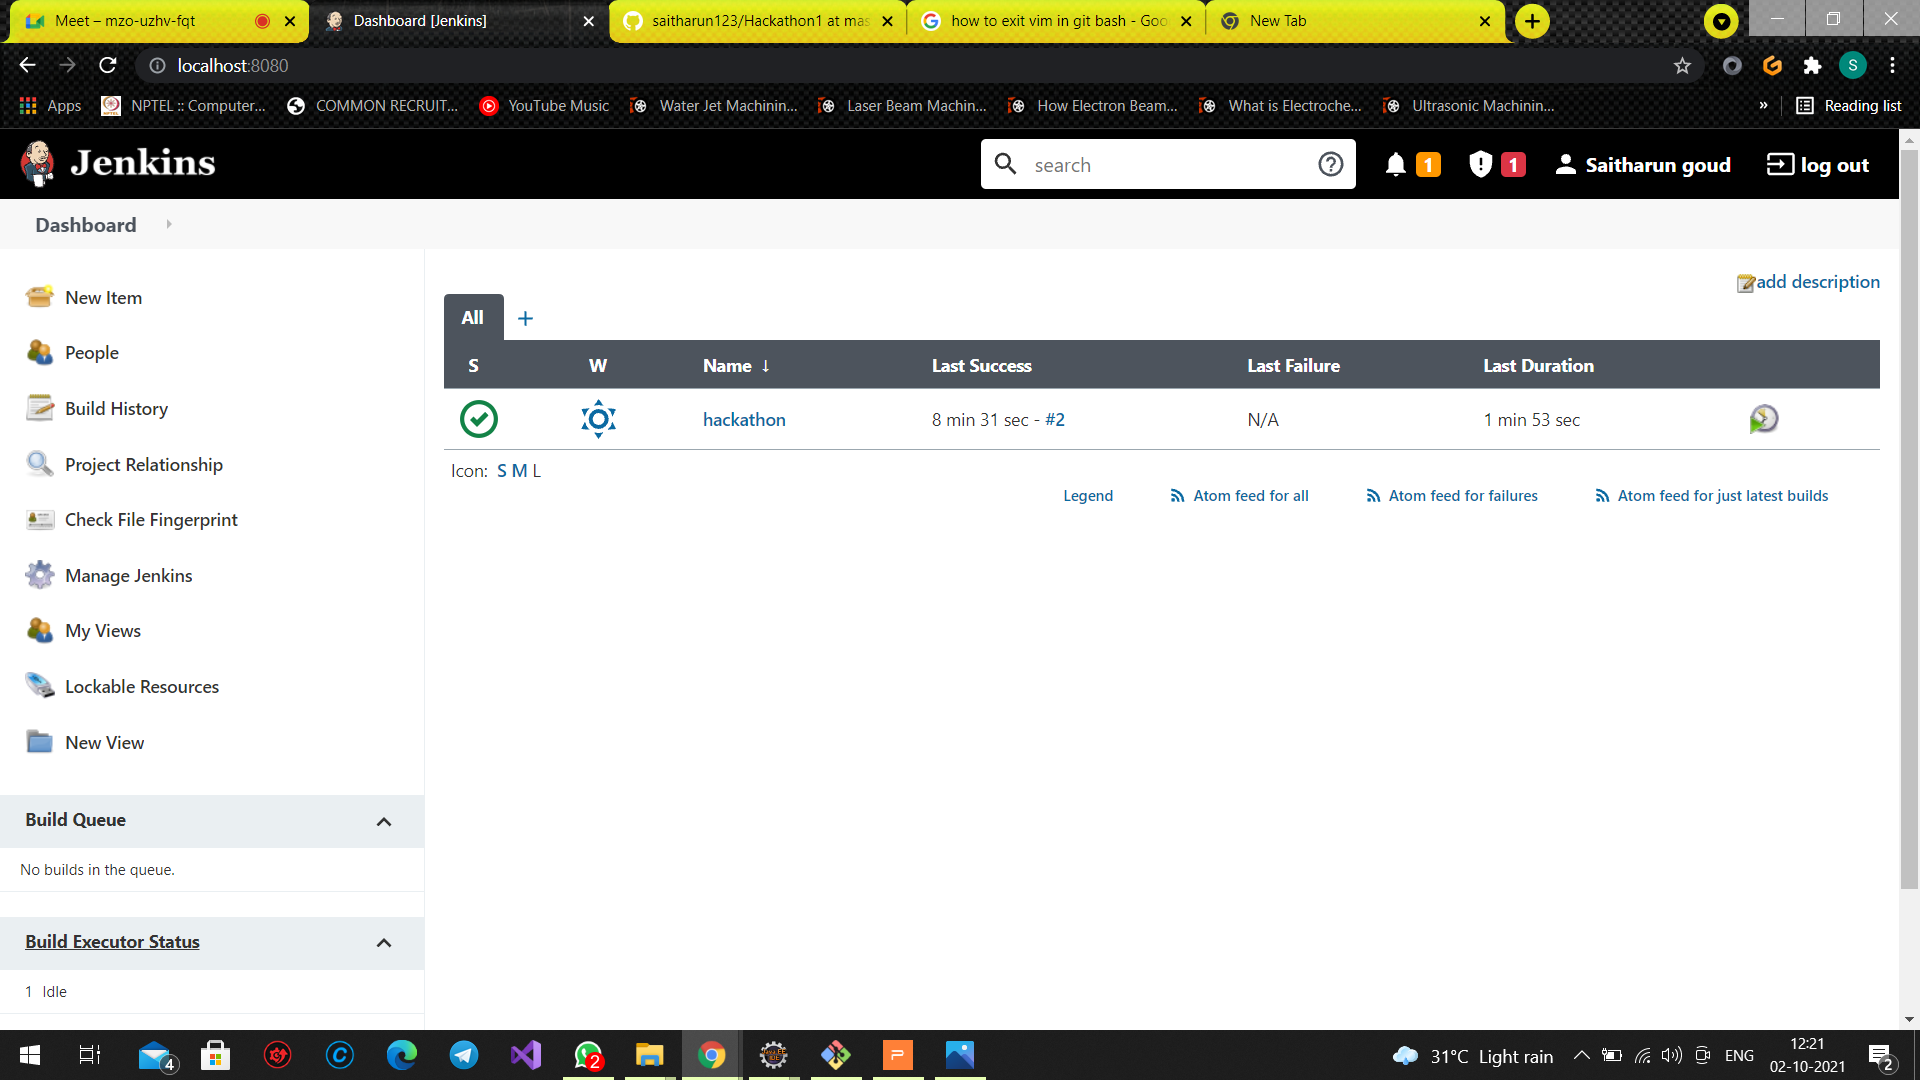 Meet – mzo-uzhv-fqt
Dashboard [Jenkins]
saitharun123/Hackathon1 at mas
how to exit vim in git bash - Goo
New Tab
localhost:8080
S
Apps
NPTEL :: Computer...
COMMON RECRUIT...
YouTube Music
Water Jet Machinin...
Laser Beam Machin...
How Electron Beam...
What is Electroche...
Ultrasonic Machinin...
»
Reading list
Jenkins
search
1
1
Saitharun goud
log out
Dashboard
New Item
People
Build History
Project Relationship
Check File Fingerprint
Manage Jenkins
My Views
Lockable Resources
New View
Build Queue
No builds in the queue.
Build Executor Status
1 Idle
add description
All +
S W Name ↓ Last Success Last Failure Last Duration
hackathon 8 min 31 sec - #2 N/A 1 min 53 sec
Icon: S M L
Legend Atom feed for all Atom feed for failures Atom feed for just latest builds
4
2
31°C Light rain
ENG
12:21
02-10-2021
2